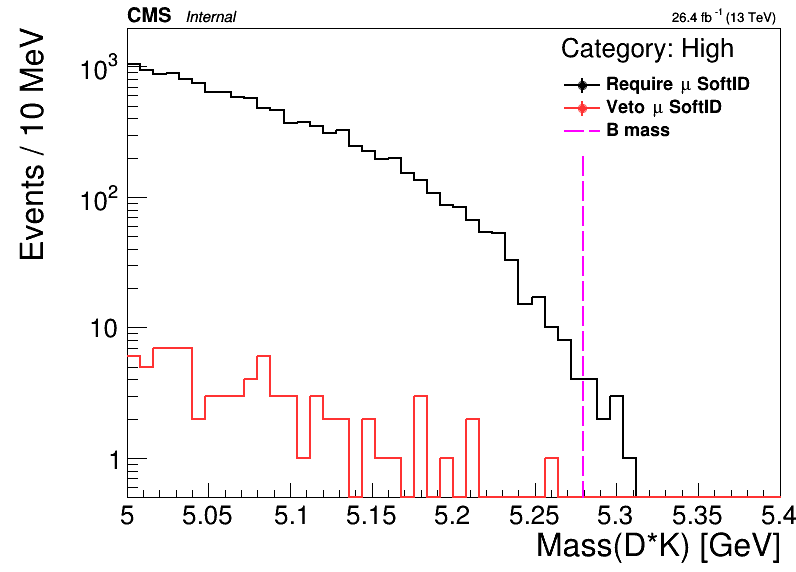 CMS Internal 26.4 fb⁻¹ (13 TeV)
Category: High
Require μ SoftID
Veto μ SoftID
B mass
Events / 10 MeV
10³
10²
10
1
5 5.05 5.1 5.15 5.2 5.25 5.3 5.35 5.4
Mass(D*K) [GeV]